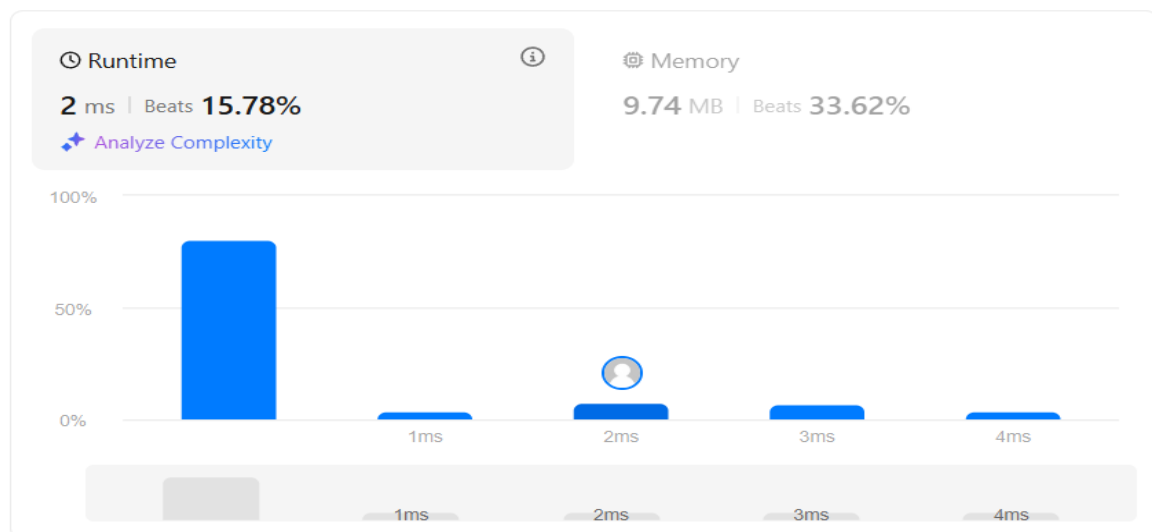 Runtime
2 ms | Beats 15.78%
Analyze Complexity
Memory
9.74 MB | Beats 33.62%
100%
50%
0%
1ms 2ms 3ms 4ms
1ms 2ms 3ms 4ms